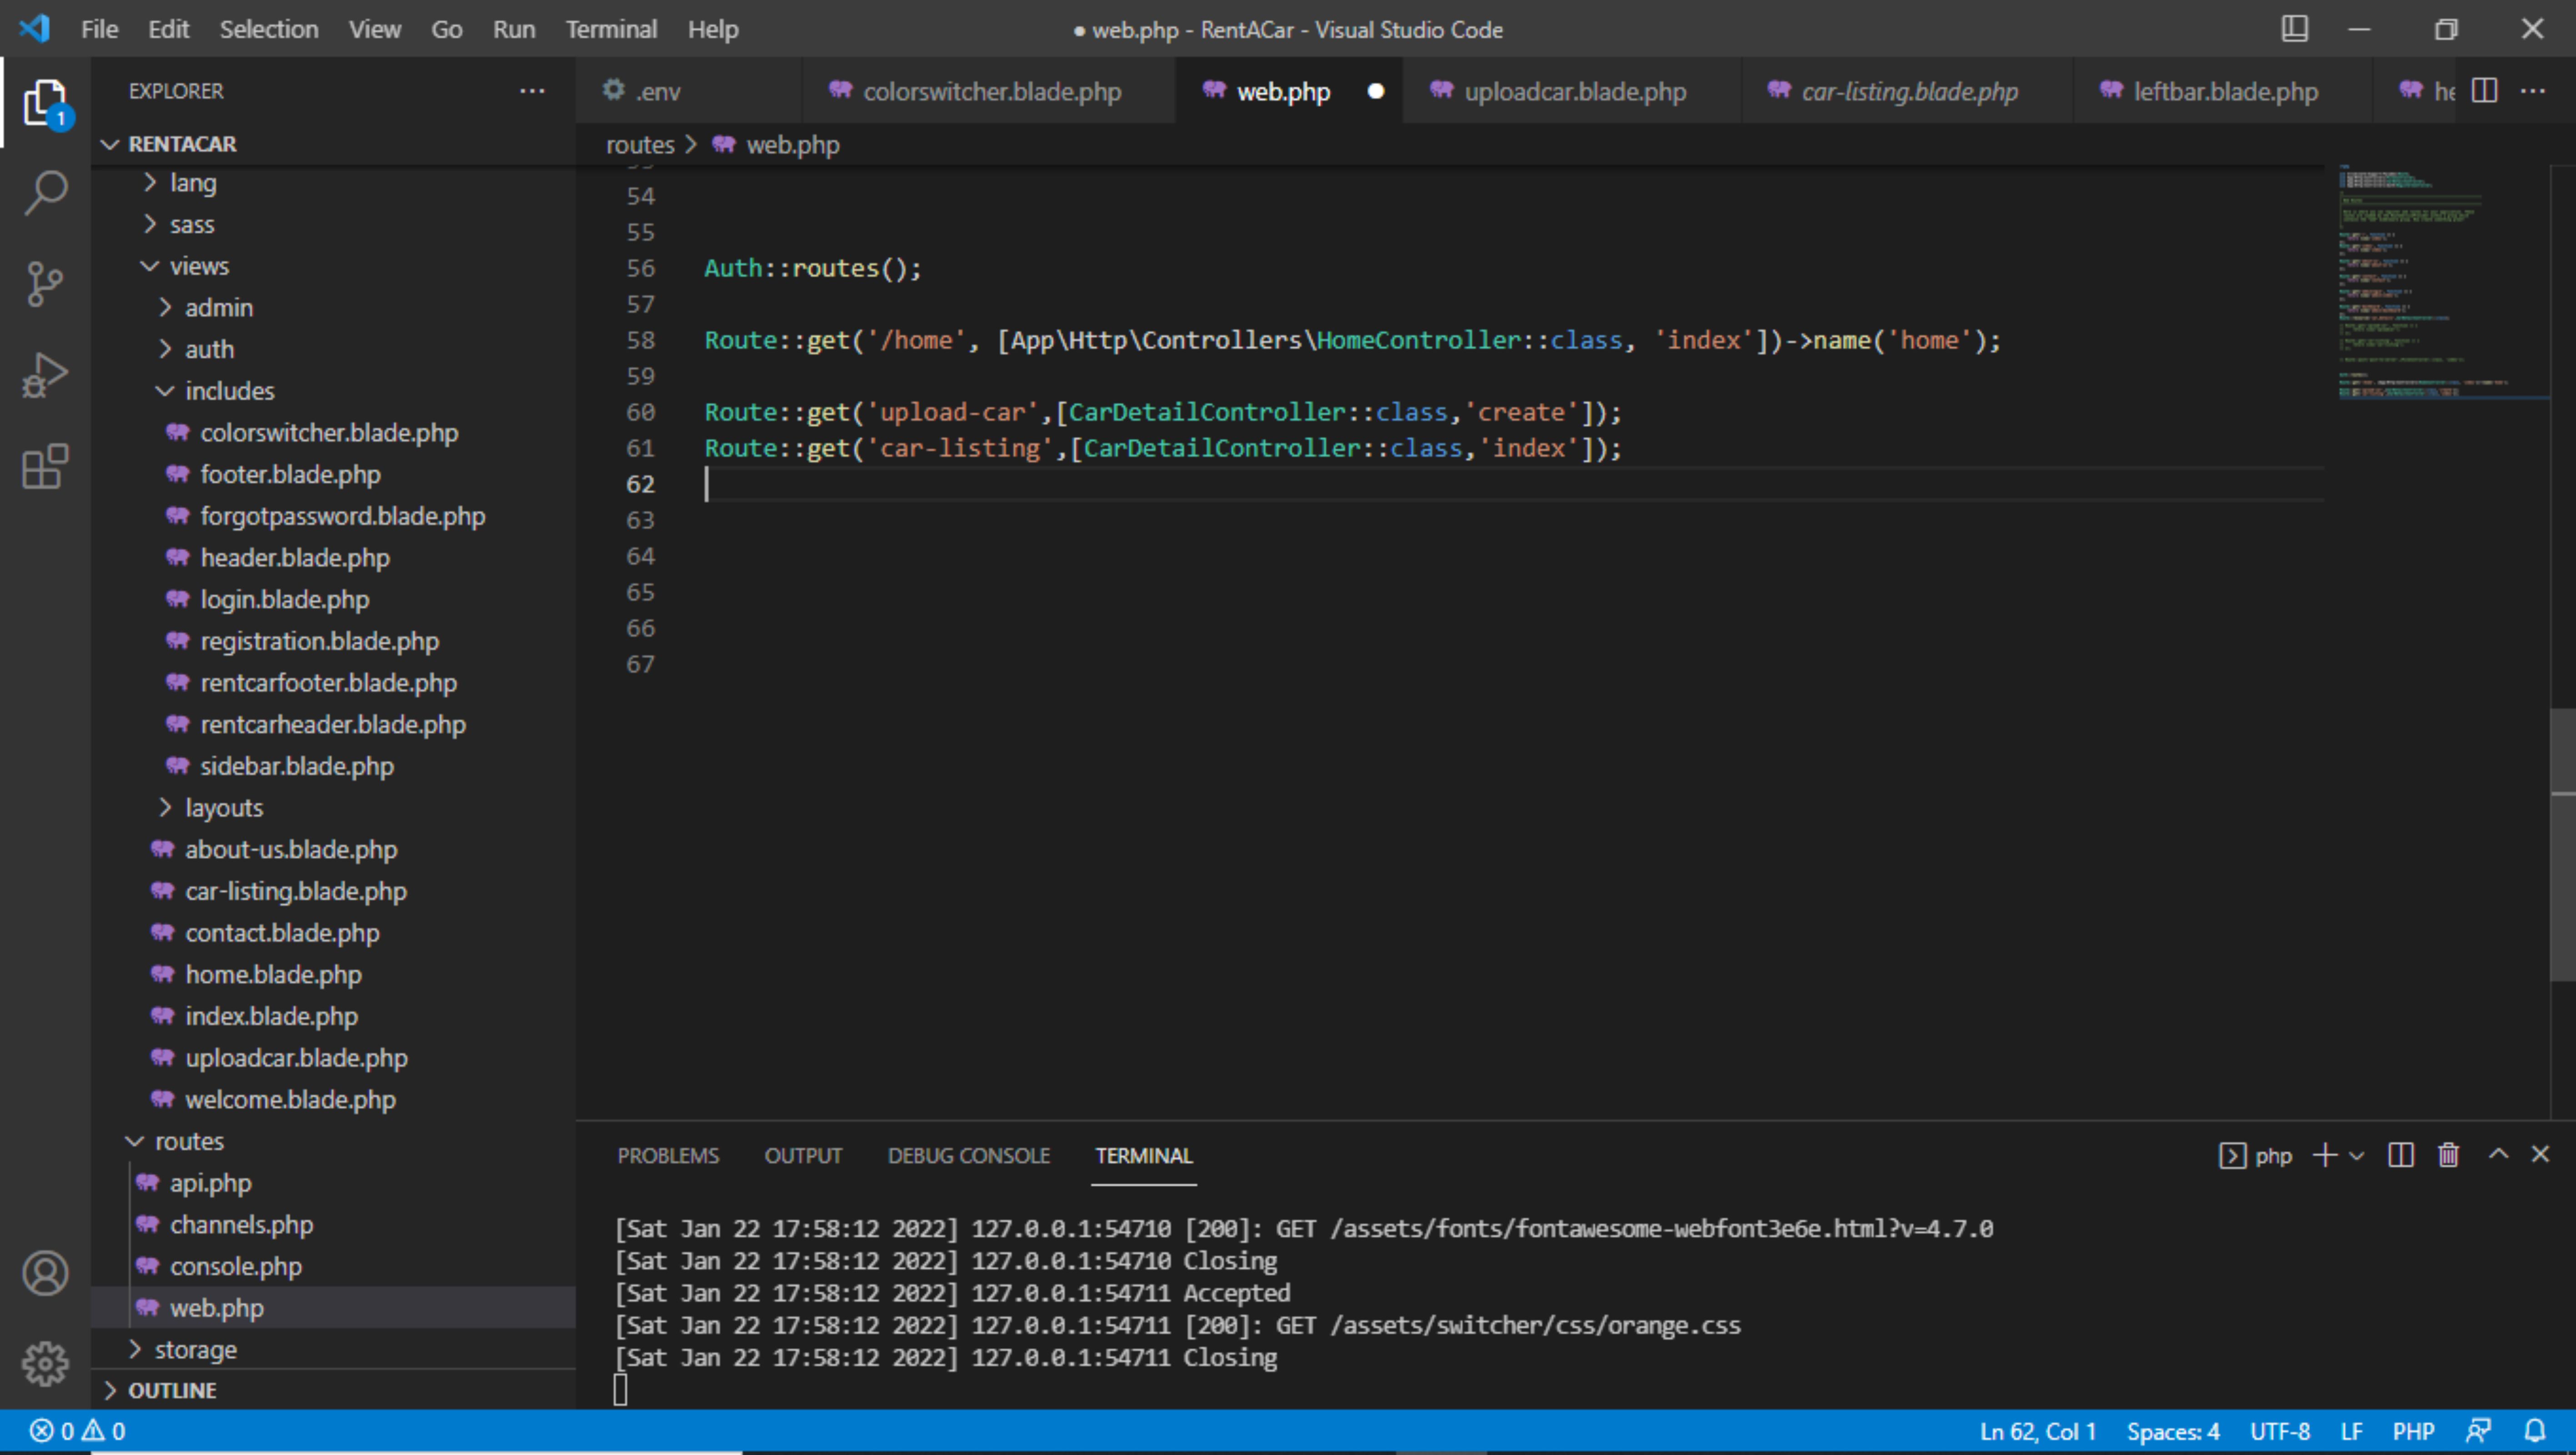 File Edit Selection View Go Run Terminal Help
● web.php - RentACar - Visual Studio Code
EXPLORER
1
RENTACAR
lang
sass
views
admin
auth
includes
colorswitcher.blade.php
footer.blade.php
forgotpassword.blade.php
header.blade.php
login.blade.php
registration.blade.php
rentcarfooter.blade.php
rentcarheader.blade.php
sidebar.blade.php
layouts
about-us.blade.php
car-listing.blade.php
contact.blade.php
home.blade.php
index.blade.php
uploadcar.blade.php
welcome.blade.php
routes
api.php
channels.php
console.php
web.php
storage
OUTLINE
.env colorswitcher.blade.php web.php uploadcar.blade.php car-listing.blade.php leftbar.blade.php he
routes > web.php
54
55
56 Auth::routes();
57
58 Route::get('/home', [App\Http\Controllers\HomeController::class, 'index'])->name('home');
59
60 Route::get('upload-car',[CarDetailController::class,'create']);
61 Route::get('car-listing',[CarDetailController::class,'index']);
62
63
64
65
66
67
PROBLEMS OUTPUT DEBUG CONSOLE TERMINAL
php
[Sat Jan 22 17:58:12 2022] 127.0.0.1:54710 [200]: GET /assets/fonts/fontawesome-webfont3e6e.html?v=4.7.0
[Sat Jan 22 17:58:12 2022] 127.0.0.1:54710 Closing
[Sat Jan 22 17:58:12 2022] 127.0.0.1:54711 Accepted
[Sat Jan 22 17:58:12 2022] 127.0.0.1:54711 [200]: GET /assets/switcher/css/orange.css
[Sat Jan 22 17:58:12 2022] 127.0.0.1:54711 Closing
0 0
Ln 62, Col 1 Spaces: 4 UTF-8 LF PHP